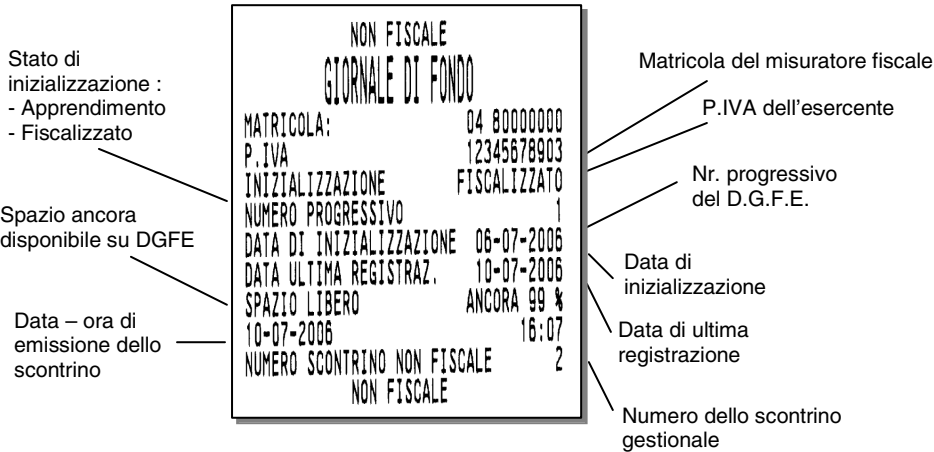 Stato di
inizializzazione :
- Apprendimento
- Fiscalizzato
Spazio ancora
disponibile su DGFE
Data – ora di
emissione dello
scontrino
NON FISCALE
GIORNALE DI FONDO
MATRICOLA: 04 80000000
P.IVA 12345678903
INIZIALIZZAZIONE FISCALIZZATO
NUMERO PROGRESSIVO 1
DATA DI INIZIALIZZAZIONE 06-07-2006
DATA ULTIMA REGISTRAZ. 10-07-2006
SPAZIO LIBERO ANCORA 99 %
10-07-2006 16:07
NUMERO SCONTRINO NON FISCALE 2
NON FISCALE
Matricola del misuratore fiscale
P.IVA dell'esercente
Nr. progressivo
del D.G.F.E.
Data di
inizializzazione
Data di ultima
registrazione
Numero dello scontrino
gestionale